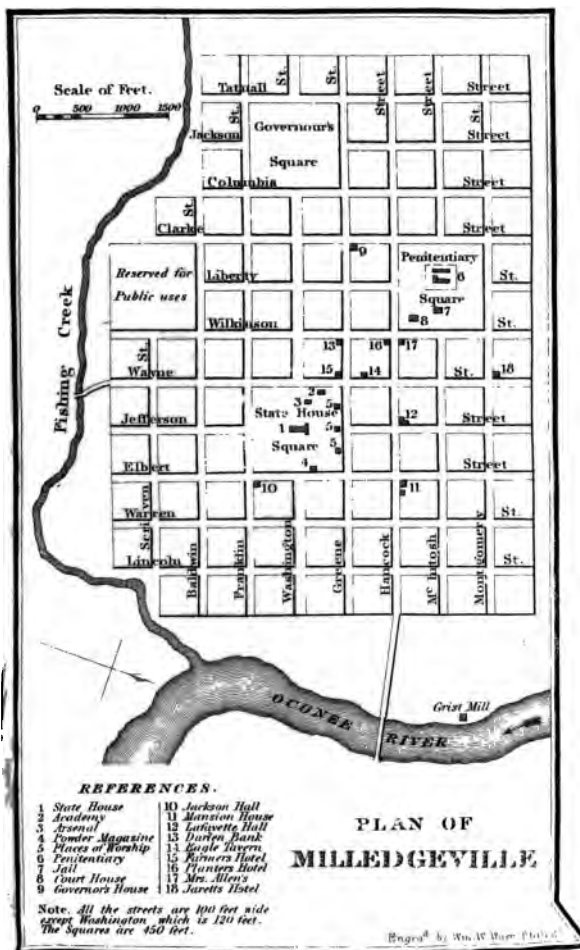 Scale of Feet.
0 500 1000 1500
Tatnall St. St. Street Street Street
Jackson St. Governour's St. Street
Square
Columbia Street
St.
Clarke Street
9 Penitentiary
Reserved for Liberty 6 St.
Public uses
Square 7
Wilkinson 8 St.
13 16 17
St.
Wayne 15 14 St. 18
2
3 5
Jefferson State House 12 Street
1 5
Square 5
Elbert 4 Street
10 11
Warren St.
Lincoln St.
Scriven
Baldwin
Franklin
Washington
Greene
Hancock
Mc Intosh
Montgomery
Fishing Creek
OCONEE RIVER
Grist Mill
REFERENCES.
1 State House
2 Academy
3 Arsenal
4 Powder Magazine
5 Places of Worship
6 Penitentiary
7 Jail
8 Court House
9 Governor's House
10 Jackson Hall
11 Mansion House
12 Lafayette Hall
13 Darien Bank
14 Eagle Tavern
15 Farmers Hotel
16 Planters Hotel
17 Mrs. Allen's
18 Jaretts Hotel
Note. All the streets are 100 feet wide
except Washington which is 120 feet.
The Squares are 450 feet.
PLAN OF
MILLEDGEVILLE
Engrav'd by Wm. W.